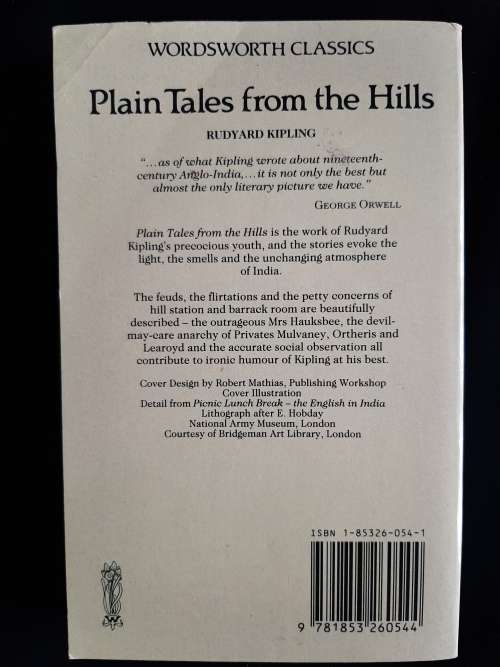 WORDSWORTH CLASSICS
Plain Tales from the Hills
RUDYARD KIPLING
“…as of what Kipling wrote about nineteenth-
century Anglo-India,…it is not only the best but
almost the only literary picture we have.”
GEORGE ORWELL
Plain Tales from the Hills is the work of Rudyard
Kipling's precocious youth, and the stories evoke the
light, the smells and the unchanging atmosphere
of India.
The feuds, the flirtations and the petty concerns of
hill station and barrack room are beautifully
described – the outrageous Mrs Hauksbee, the devil-
may-care anarchy of Privates Mulvaney, Ortheris and
Learoyd and the accurate social observation all
contribute to ironic humour of Kipling at his best.
Cover Design by Robert Mathias, Publishing Workshop
Cover Illustration
Detail from Picnic Lunch Break – the English in India
Lithograph after E. Hobday
National Army Museum, London
Courtesy of Bridgeman Art Library, London
ISBN 1-85326-054-1
9 781853 260544
W